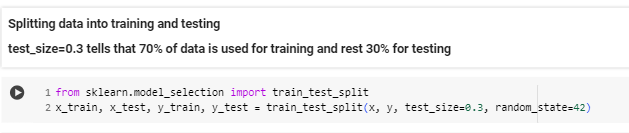 Splitting data into training and testing
test_size=0.3 tells that 70% of data is used for training and rest 30% for testing
1 from sklearn.model_selection import train_test_split
2 x_train, x_test, y_train, y_test = train_test_split(x, y, test_size=0.3, random_state=42)